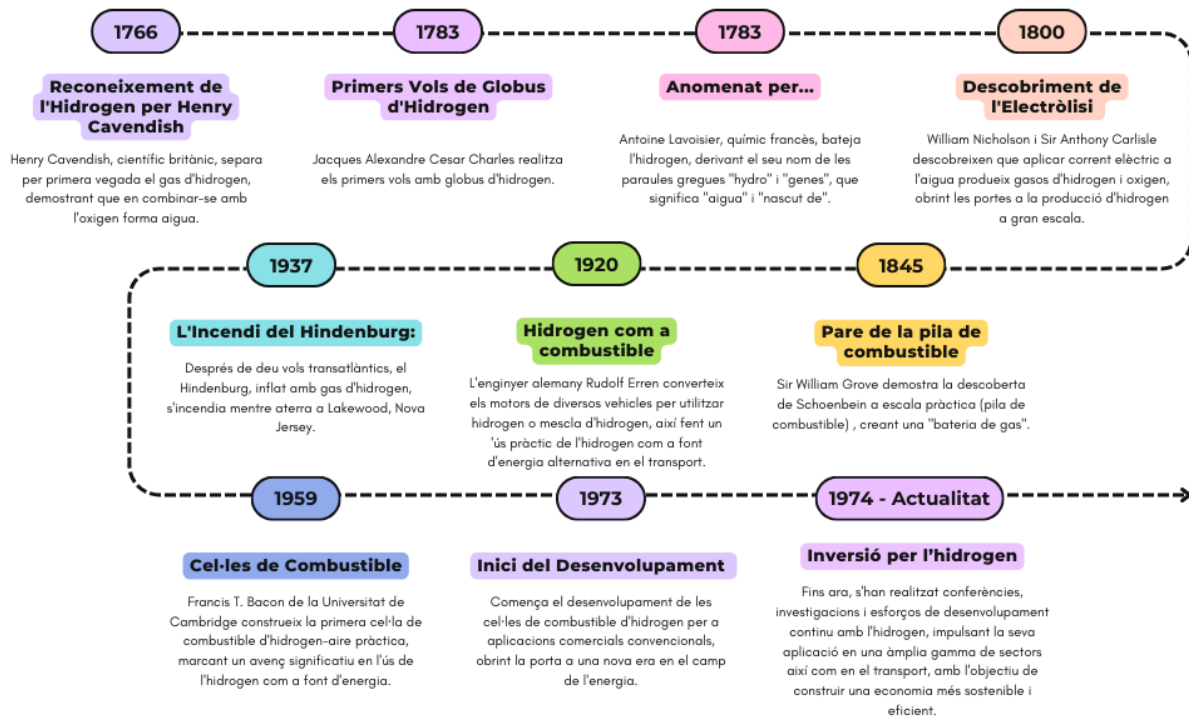 1766
Reconeixement de
l'Hidrogen per Henry
Cavendish
Henry Cavendish, científic britànic, separa
per primera vegada el gas d'hidrogen,
demostrant que en combinar-se amb
l'oxigen forma aigua.
1783
Primers Vols de Globus
d'Hidrogen
Jacques Alexandre Cesar Charles realitza
els primers vols amb globus d'hidrogen.
1783
Anomenat per...
Antoine Lavoisier, químic francès, bateja
l'hidrogen, derivant el seu nom de les
paraules gregues "hydro" i "genes", que
significa "aigua" i "nascut de".
1800
Descobriment de
l'Electròlisi
William Nicholson i Sir Anthony Carlisle
descobreixen que aplicar corrent elèctric a
l'aigua produeix gasos d'hidrogen i oxigen,
obrint les portes a la producció d'hidrogen
a gran escala.
1845
Pare de la pila de
combustible
Sir William Grove demostra la descoberta
de Schoenbein a escala pràctica (pila de
combustible) , creant una "bateria de gas".
1920
Hidrogen com a
combustible
L'enginyer alemany Rudolf Erren converteix
els motors de diversos vehicles per utilitzar
hidrogen o mescla d'hidrogen, així fent un
'ús pràctic de l'hidrogen com a font
d'energia alternativa en el transport.
1937
L'Incendi del Hindenburg:
Després de deu vols transatlàntics, el
Hindenburg, inflat amb gas d'hidrogen,
s'incendia mentre aterra a Lakewood, Nova
Jersey.
1959
Cel·les de Combustible
Francis T. Bacon de la Universitat de
Cambridge construeix la primera cel·la de
combustible d'hidrogen-aire pràctica,
marcant un avenç significatiu en l'ús de
l'hidrogen com a font d'energia.
1973
Inici del Desenvolupament
Comença el desenvolupament de les
cel·les de combustible d'hidrogen per a
aplicacions comercials convencionals,
obrint la porta a una nova era en el camp
de l'energia.
1974 - Actualitat
Inversió per l'hidrogen
Fins ara, s'han realitzat conferències,
investigacions i esforços de desenvolupament
continu amb l'hidrogen, impulsant la seva
aplicació en una àmplia gamma de sectors
així com en el transport, amb l'objectiu de
construir una economia més sostenible i
eficient.